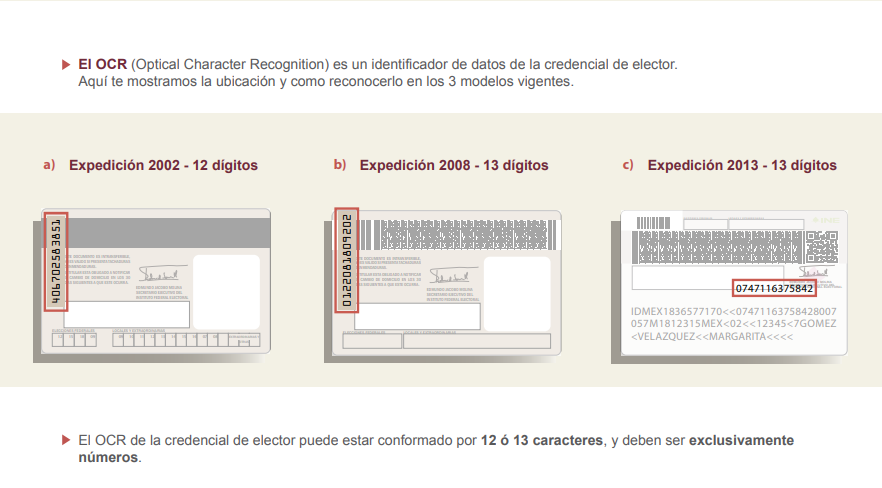 El OCR (Optical Character Recognition) es un identificador de datos de la credencial de elector.
Aquí te mostramos la ubicación y como reconocerlo en los 3 modelos vigentes.
a) Expedición 2002 - 12 dígitos
b) Expedición 2008 - 13 dígitos
c) Expedición 2013 - 13 dígitos
406702583851
0122081809202
0747116375842
IDMEX1836577170<<07471163758428007
057M1812315MEX<02<<12345<7GOMEZ
<VELAZQUEZ<<MARGARITA<<<<
El OCR de la credencial de elector puede estar conformado por 12 ó 13 caracteres, y deben ser exclusivamente
números.